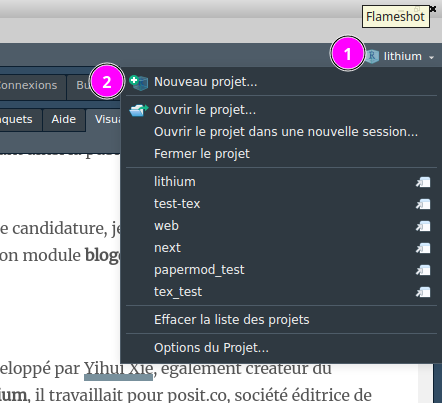 Flameshot
1
lithium
Connexions
Bu
2
Nouveau projet...
quets
Aide
Visua
Ouvrir le projet...
Ouvrir le projet dans une nouvelle session...
Fermer le projet
lithium
test-tex
web
next
papermod_test
tex_test
Effacer la liste des projets
Options du Projet...
e candidature, je
on module blogd
eloppé par Yihui Xie, également créateur du
ium, il travaillait pour posit.co, société éditrice de